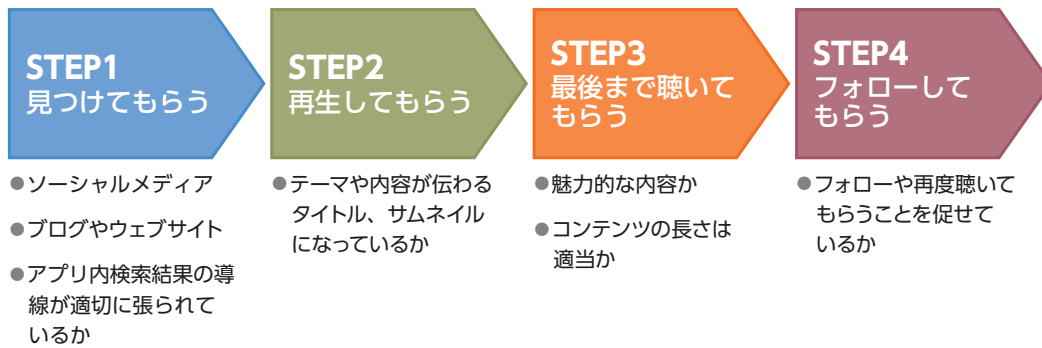 STEP1
見つけてもらう
●ソーシャルメディア
●ブログやウェブサイト
●アプリ内検索結果の導
線が適切に張られて
いるか
STEP2
再生してもらう
●テーマや内容が伝わる
タイトル、サムネイル
になっているか
STEP3
最後まで聴いて
もらう
●魅力的な内容か
●コンテンツの長さは
適当か
STEP4
フォローして
もらう
●フォローや再度聴いて
もらうことを促せて
いるか